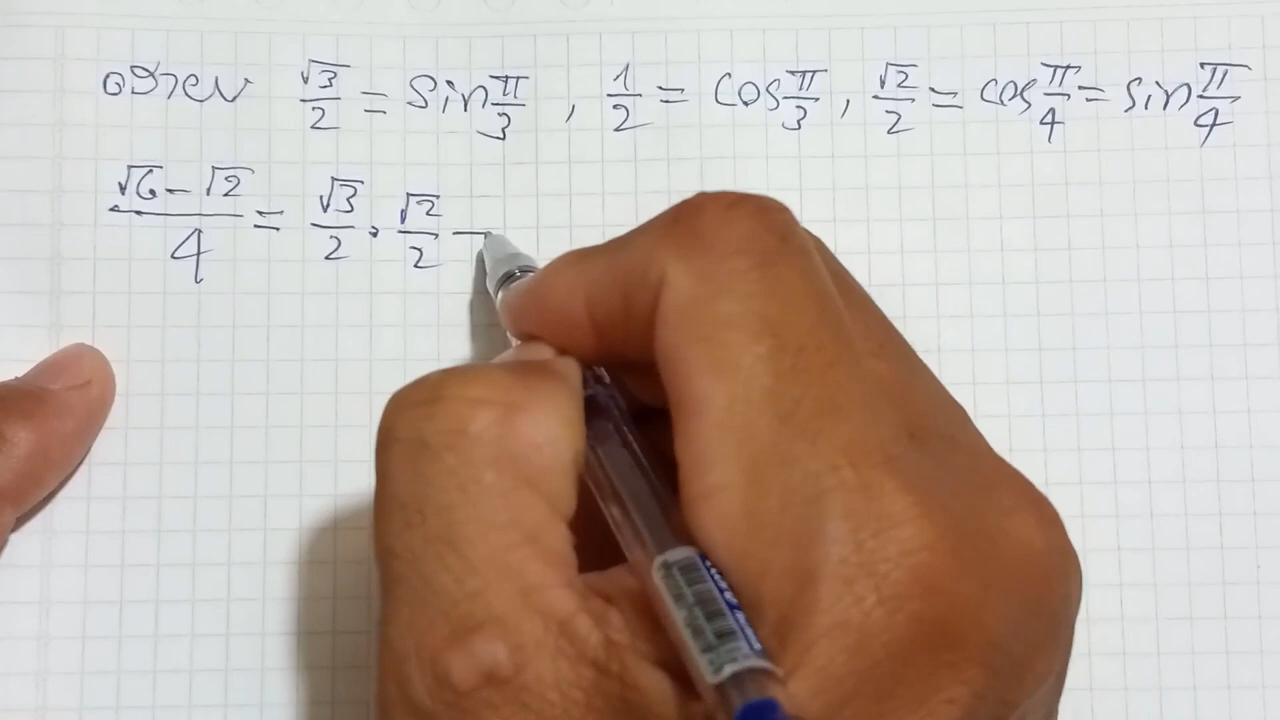 √3/2 = sin π/3 , 1/2 = cos π/3 , √2/2 = cos π/4 = sin π/4
(√6 - √2)/4 = √3/2 · √2/2 -